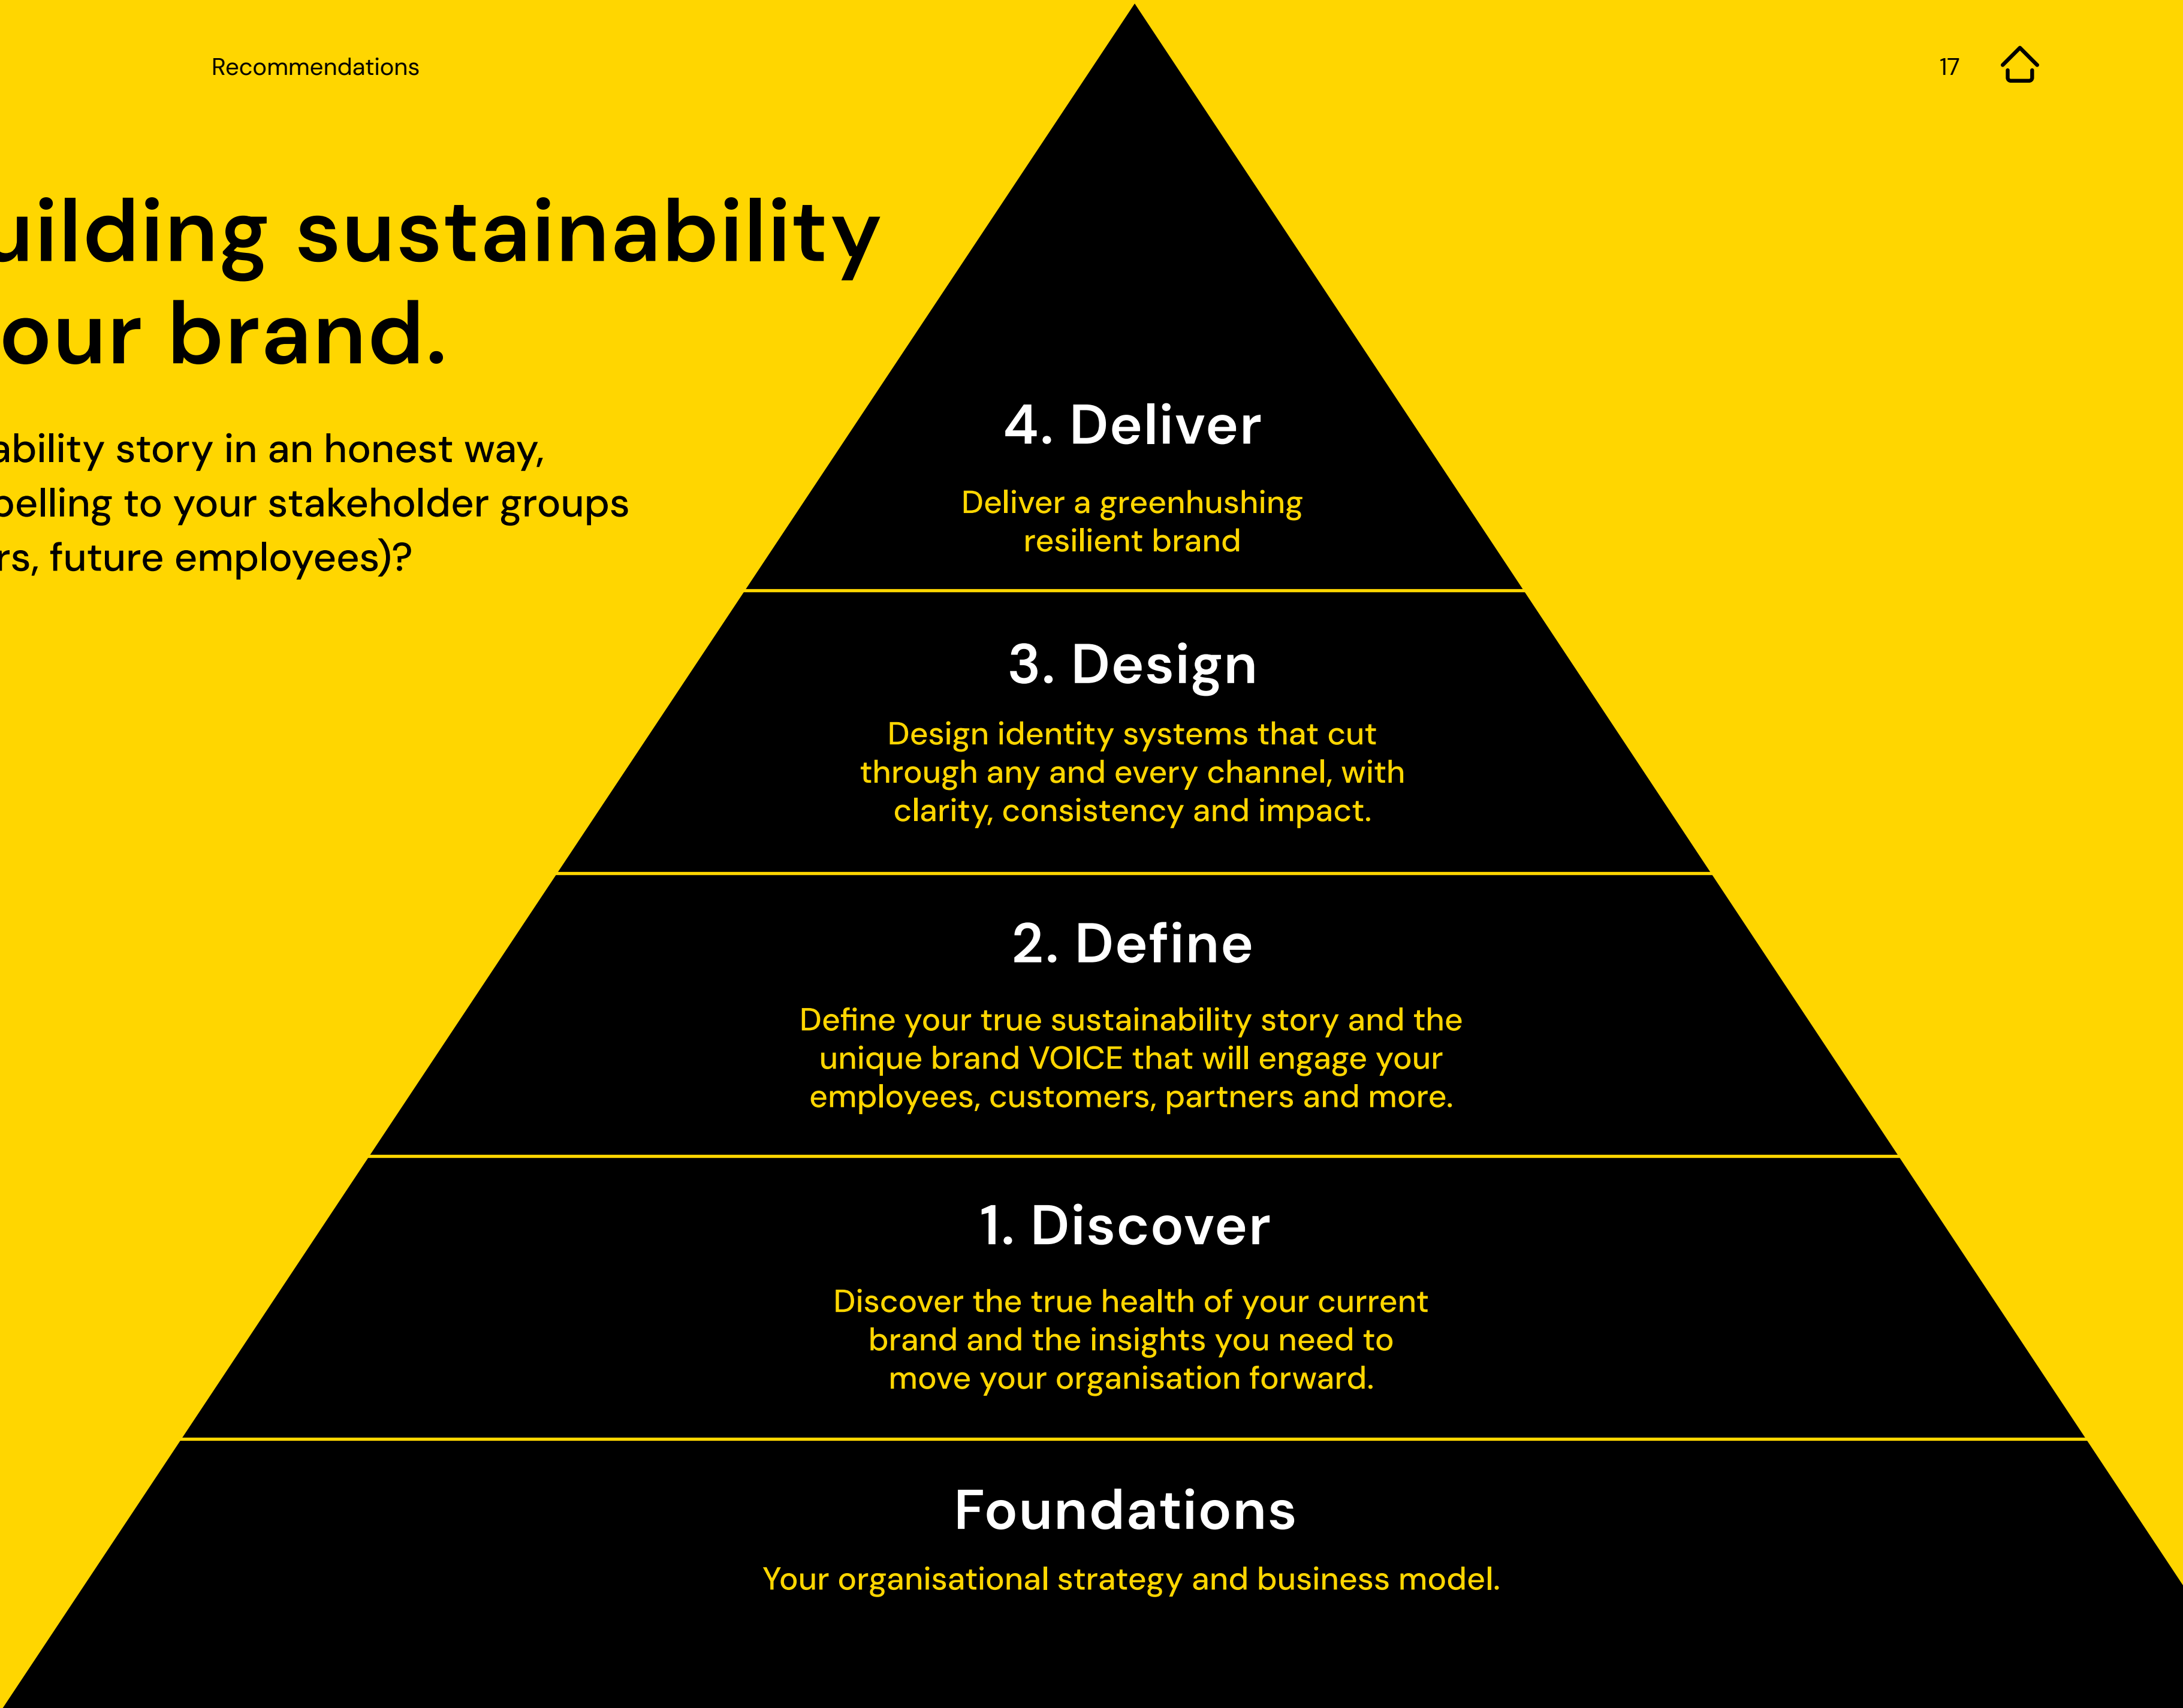 Recommendations
17
uilding sustainability
our brand.
ability story in an honest way,
pelling to your stakeholder groups
rs, future employees)?
4. Deliver
Deliver a greenhushing
resilient brand
3. Design
Design identity systems that cut
through any and every channel, with
clarity, consistency and impact.
2. Define
Define your true sustainability story and the
unique brand VOICE that will engage your
employees, customers, partners and more.
1. Discover
Discover the true health of your current
brand and the insights you need to
move your organisation forward.
Foundations
Your organisational strategy and business model.